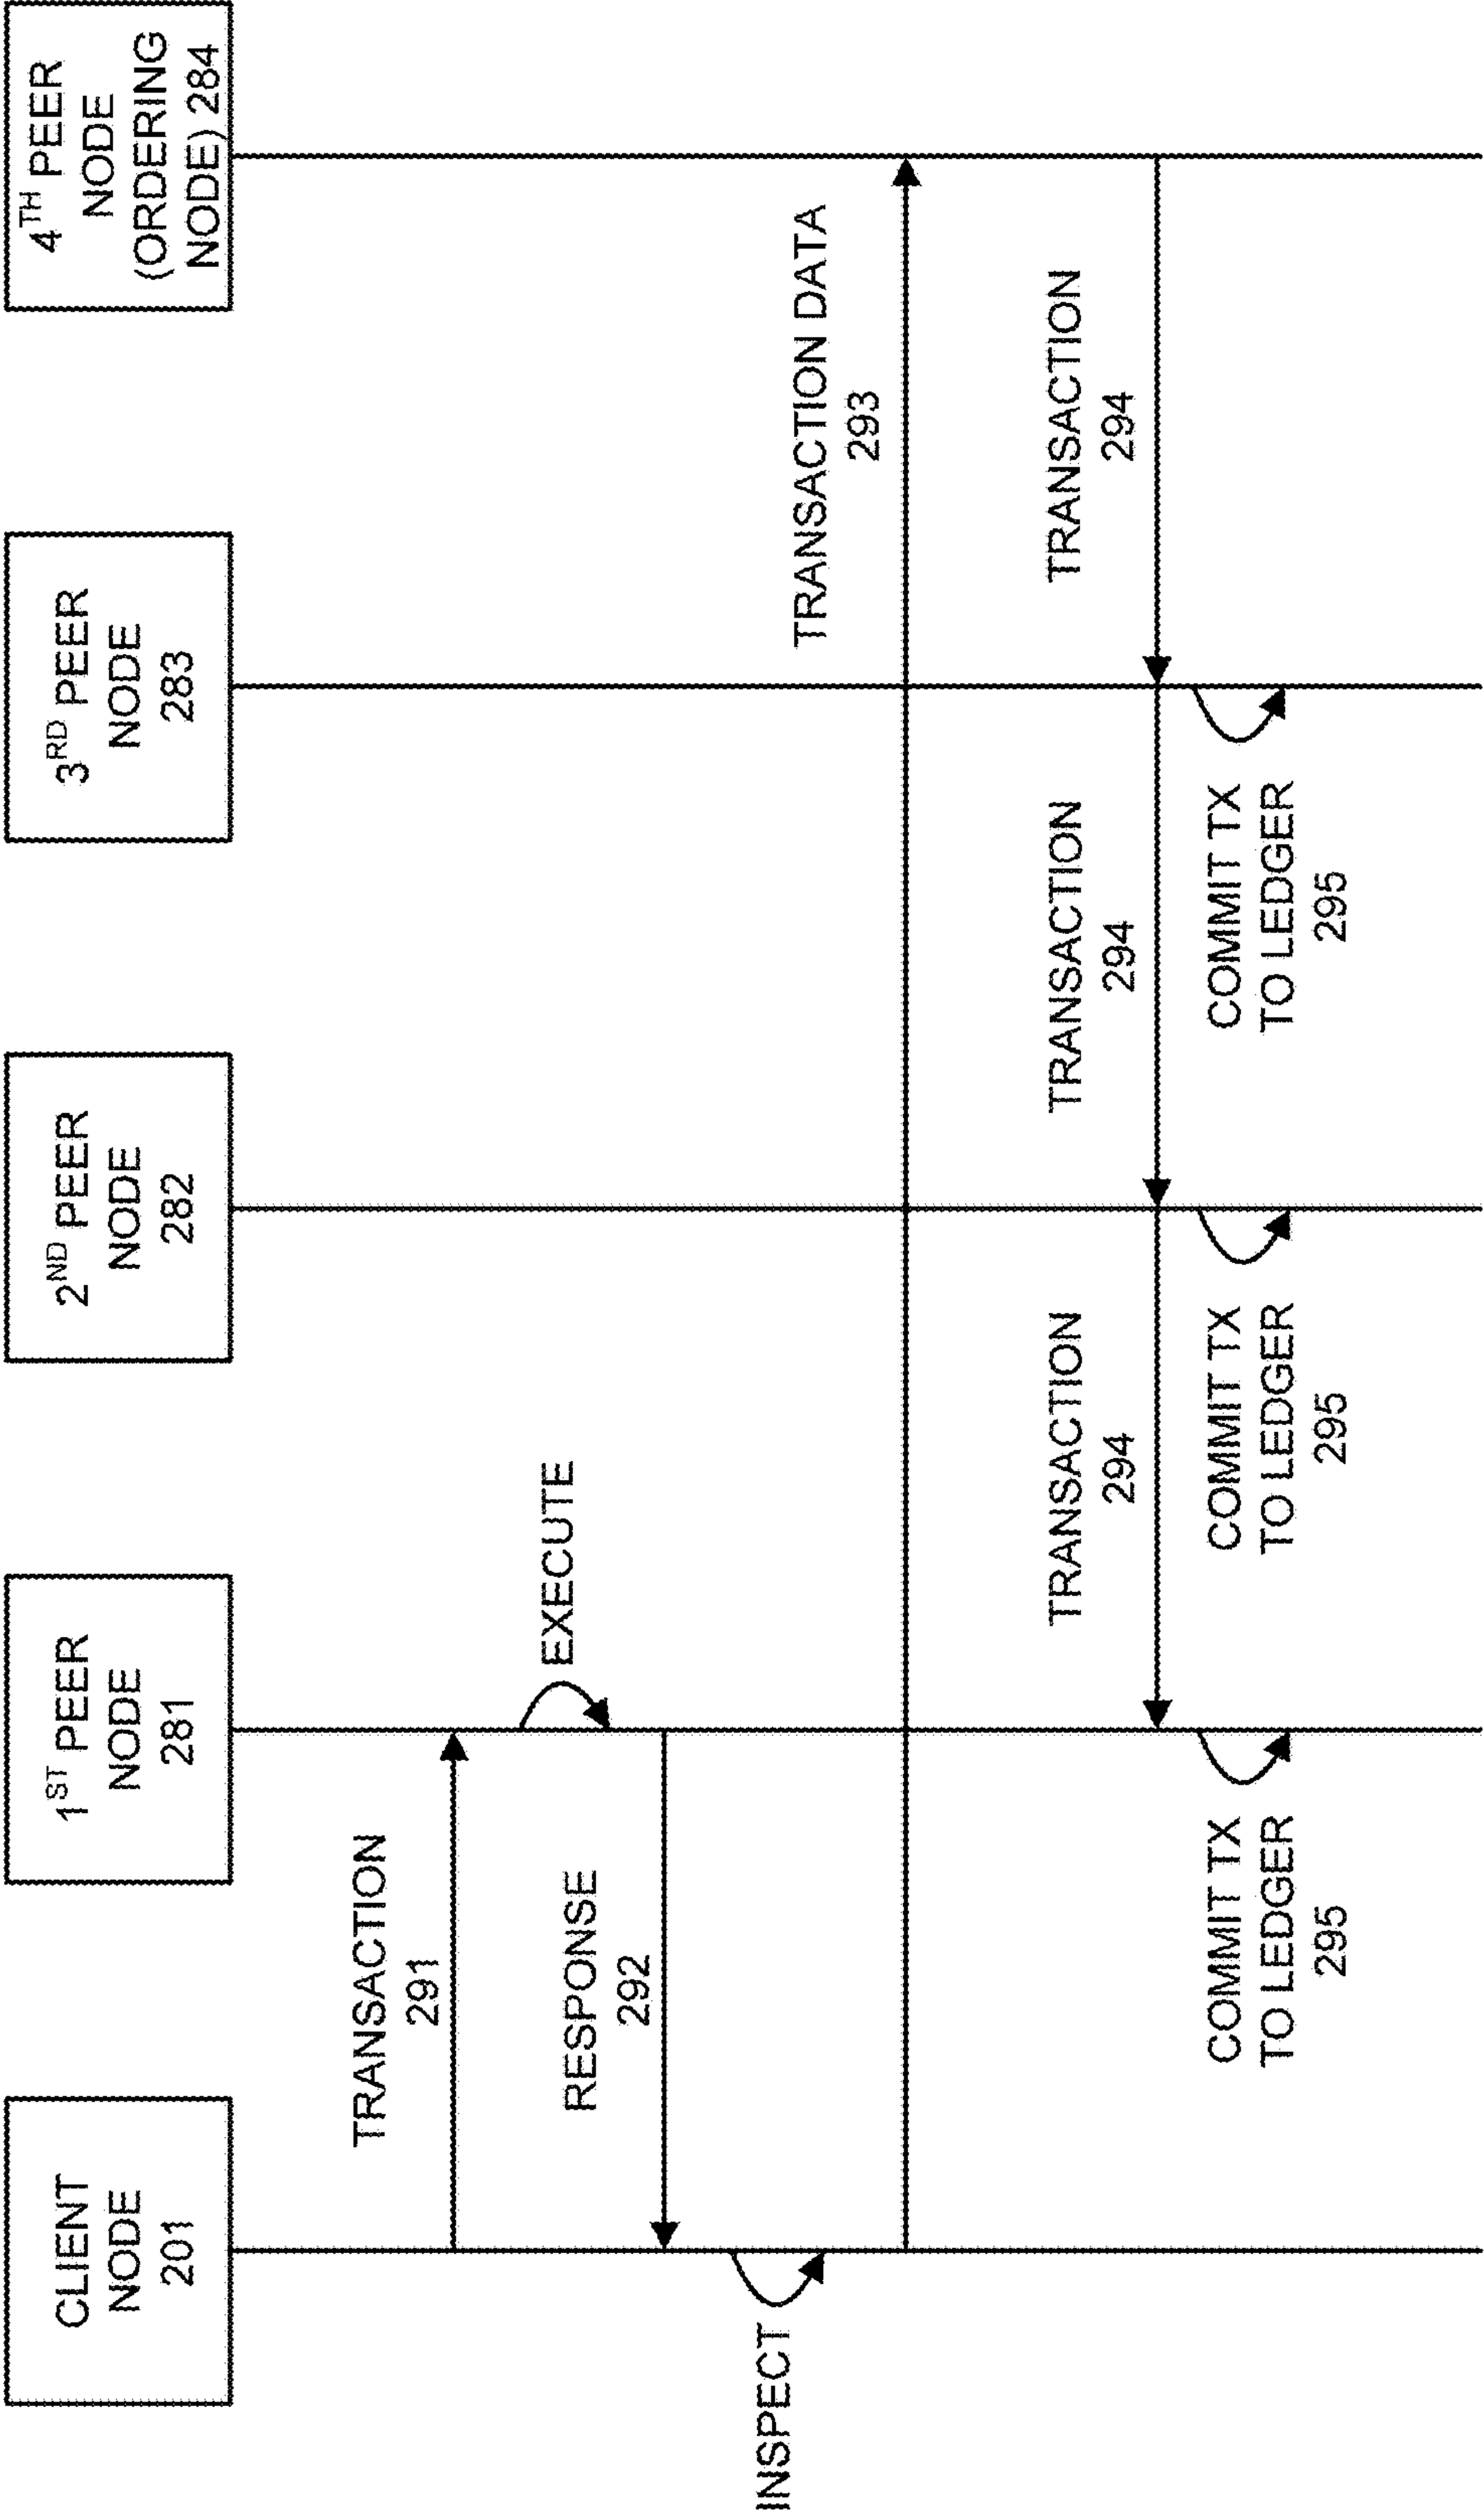 CLIENT
NODE
201
1ST PEER
NODE
281
2ND PEER
NODE
282
3RD PEER
NODE
283
4TH PEER
NODE
(ORDERING
NODE) 284
TRANSACTION
291
EXECUTE
RESPONSE
292
INSPECT
TRANSACTION DATA
293
TRANSACTION
294
TRANSACTION
294
TRANSACTION
294
COMMIT TX
TO LEDGER
295
COMMIT TX
TO LEDGER
295
COMMIT TX
TO LEDGER
295